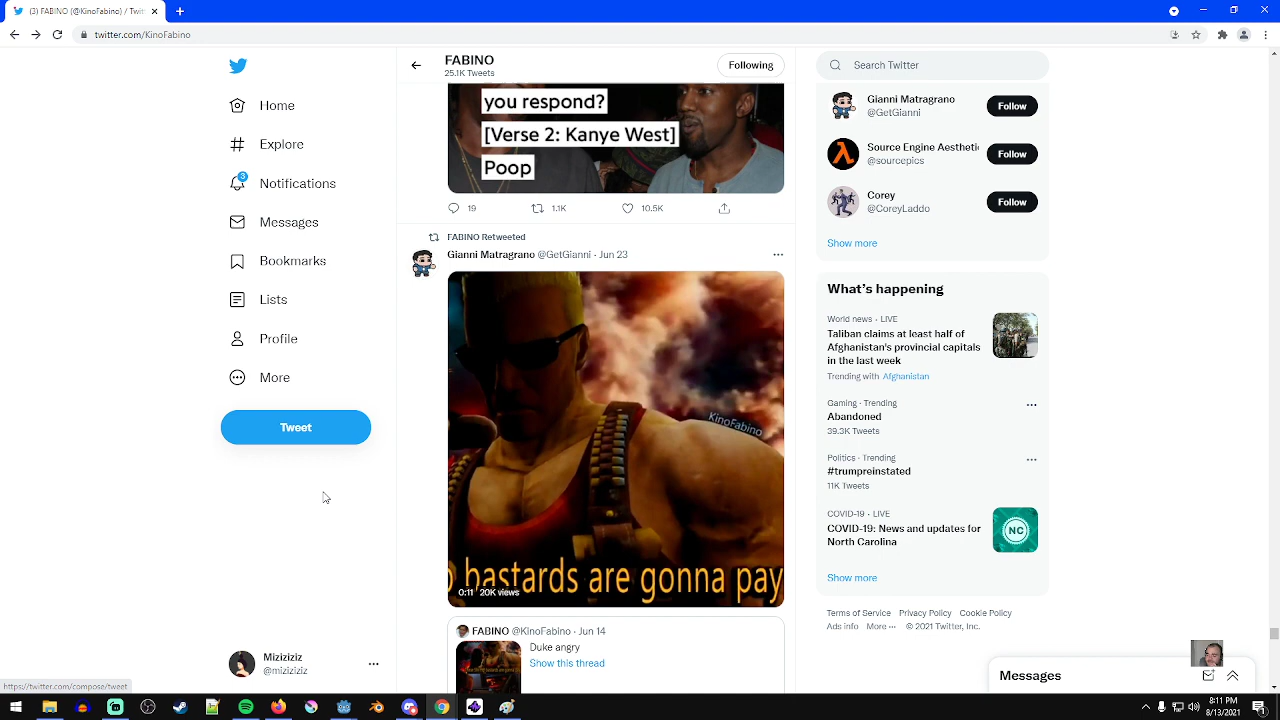 (3) FABINO (@KinoFabino) / Twitt
twitter.com/KinoFabino
FABINO
25.1K Tweets
Following
Search Twitter
Home
Explore
3
Notifications
Messages
Bookmarks
Lists
Profile
More
Tweet
Miziziziz
@miziziziz
https://twitter.com/compose/tweet
you respond?
[Verse 2: Kanye West]
Poop
19
1.1K
10.5K
FABINO Retweeted
Gianni Matragrano @GetGianni · Jun 23
KinoFabino
bastards are gonna pay
0:11 20K views
FABINO @KinoFabino · Jun 14
Duke angry
Show this thread
Gianni Matragrano
@GetGianni
Follow
Source Engine Aesthetic
@sourcepics
Follow
Corey
@CoreyLaddo
Follow
Show more
What's happening
World news · LIVE
Taliban claims at least half of
Afghanistan's provincial capitals
in the last week
Trending with Afghanistan
Gaming · Trending
Abandoned
39.3K Tweets
Politics · Trending
#trumpreinstated
11K Tweets
COVID-19 · LIVE
COVID-19: News and updates for
North Carolina
NC
Show more
Terms of Service Privacy Policy Cookie Policy
Ads info More ··· © 2021 Twitter, Inc.
Messages
8:11 PM
8/13/2021